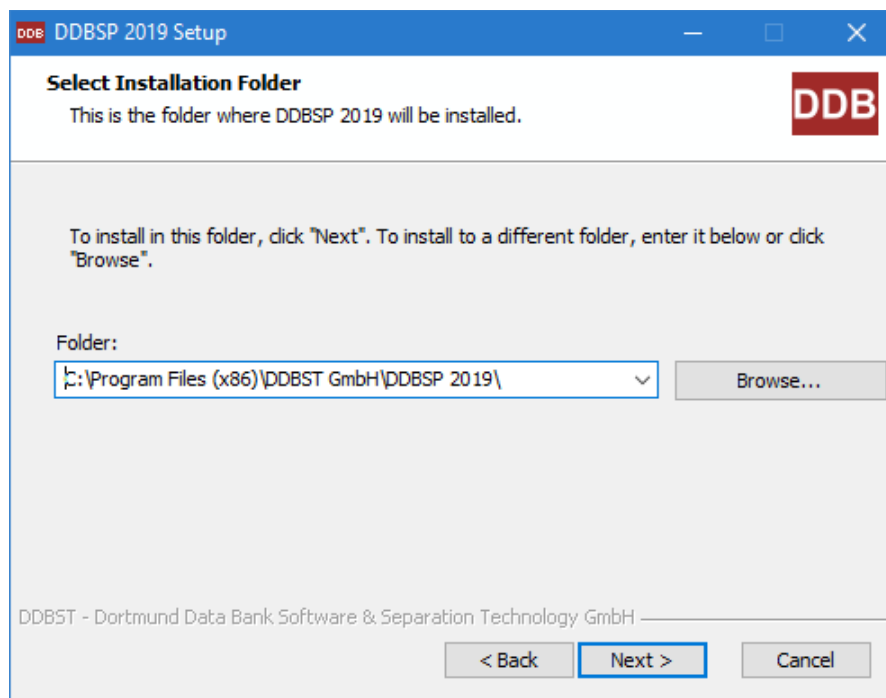 DDB DDBSP 2019 Setup
Select Installation Folder
This is the folder where DDBSP 2019 will be installed.
DDB
To install in this folder, click "Next". To install to a different folder, enter it below or click
"Browse".
Folder:
C:\Program Files (x86)\DDBST GmbH\DDBSP 2019\
Browse...
DDBST - Dortmund Data Bank Software & Separation Technology GmbH
< Back Next > Cancel